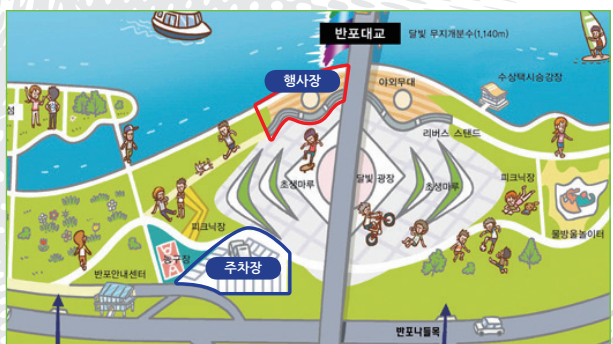 반포대교
달빛 무지개분수(1,140m)
행사장
야외무대
수상택시승강장
섬
리버스 스탠드
초생마루
달빛 광장
초생마루
피크닉장
피크닉장
물방울놀이터
농구장
주차장
반포안내센터
반포나들목